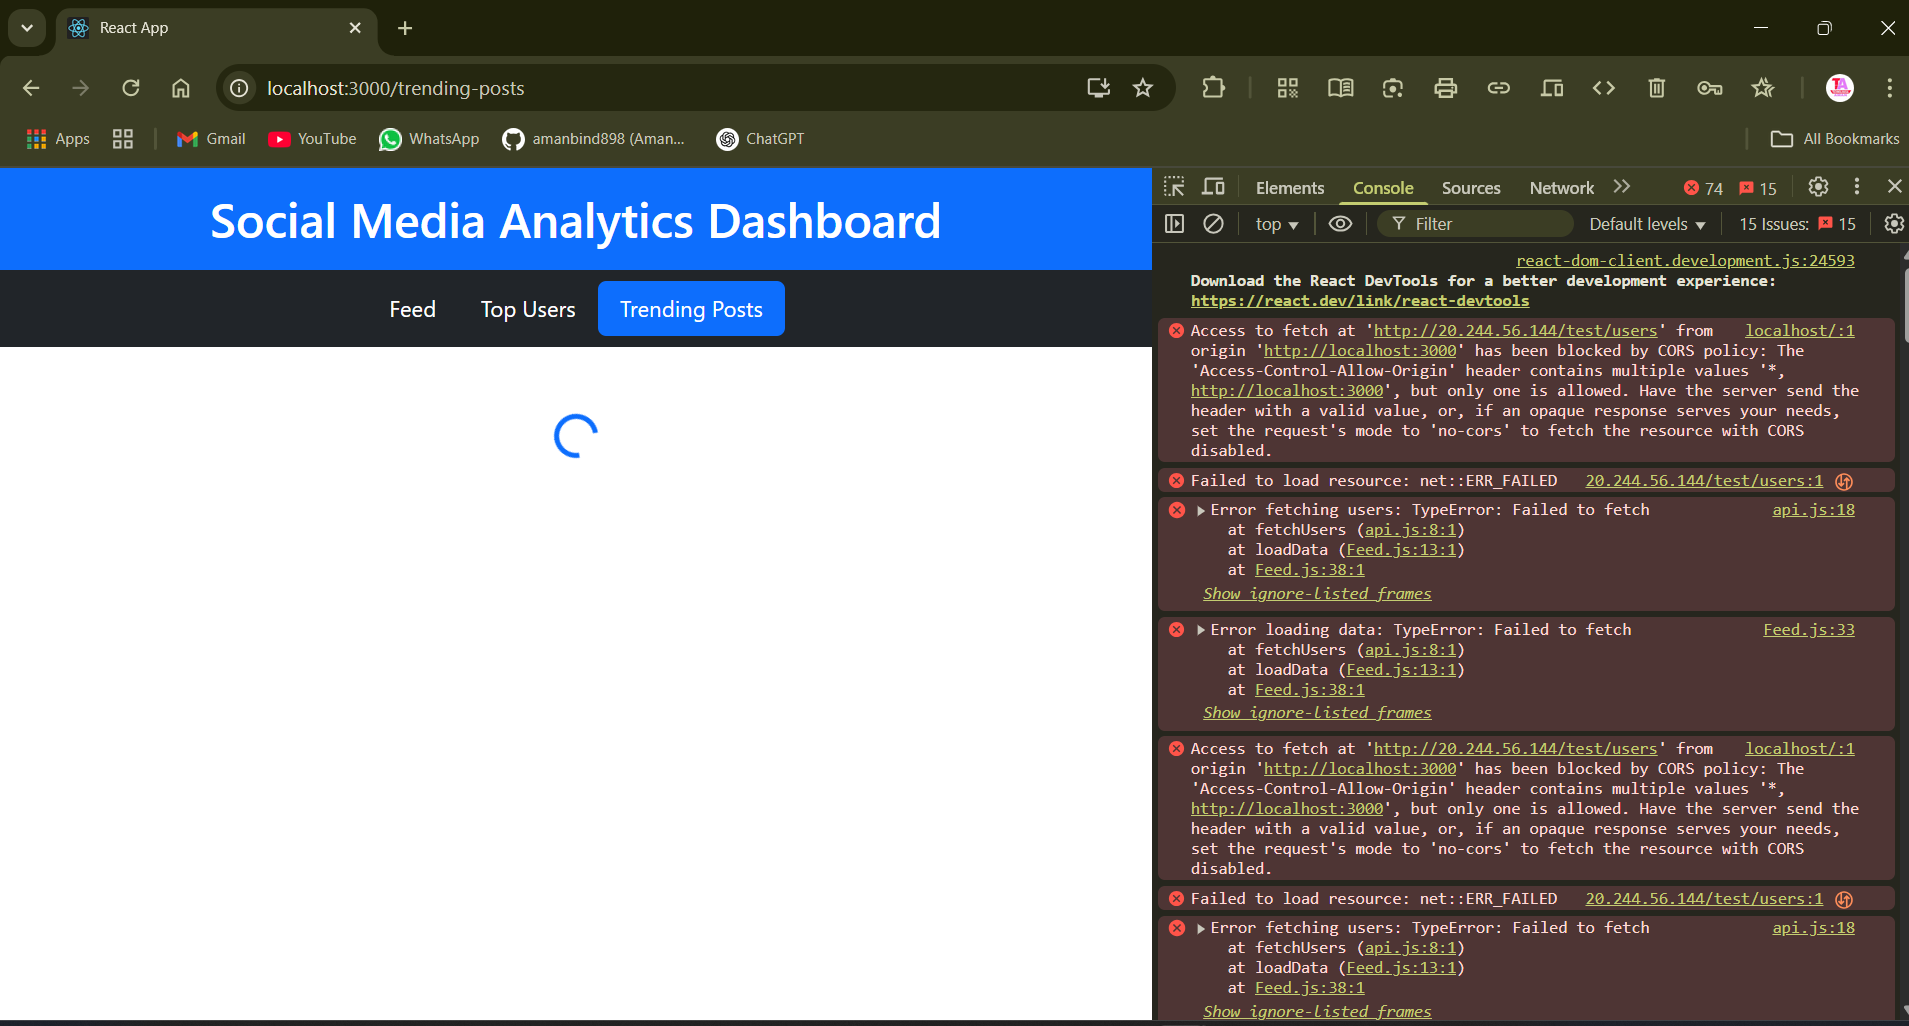 React App
localhost:3000/trending-posts
Apps
Gmail
YouTube
WhatsApp
amanbind898 (Aman...
ChatGPT
All Bookmarks
Social Media Analytics Dashboard
Feed
Top Users
Trending Posts
Elements
Console
Sources
Network
74
15
top
Filter
Default levels
15 Issues:
15
react-dom-client.development.js:24593
Download the React DevTools for a better development experience:
https://react.dev/link/react-devtools
Access to fetch at 'http://20.244.56.144/test/users' from localhost/:1
origin 'http://localhost:3000' has been blocked by CORS policy: The
'Access-Control-Allow-Origin' header contains multiple values '*,
http://localhost:3000', but only one is allowed. Have the server send the
header with a valid value, or, if an opaque response serves your needs,
set the request's mode to 'no-cors' to fetch the resource with CORS
disabled.
Failed to load resource: net::ERR_FAILED 20.244.56.144/test/users:1
Error fetching users: TypeError: Failed to fetch api.js:18
at fetchUsers (api.js:8:1)
at loadData (Feed.js:13:1)
at Feed.js:38:1
Show ignore-listed frames
Error loading data: TypeError: Failed to fetch Feed.js:33
at fetchUsers (api.js:8:1)
at loadData (Feed.js:13:1)
at Feed.js:38:1
Show ignore-listed frames
Access to fetch at 'http://20.244.56.144/test/users' from localhost/:1
origin 'http://localhost:3000' has been blocked by CORS policy: The
'Access-Control-Allow-Origin' header contains multiple values '*,
http://localhost:3000', but only one is allowed. Have the server send the
header with a valid value, or, if an opaque response serves your needs,
set the request's mode to 'no-cors' to fetch the resource with CORS
disabled.
Failed to load resource: net::ERR_FAILED 20.244.56.144/test/users:1
Error fetching users: TypeError: Failed to fetch api.js:18
at fetchUsers (api.js:8:1)
at loadData (Feed.js:13:1)
at Feed.js:38:1
Show ignore-listed frames